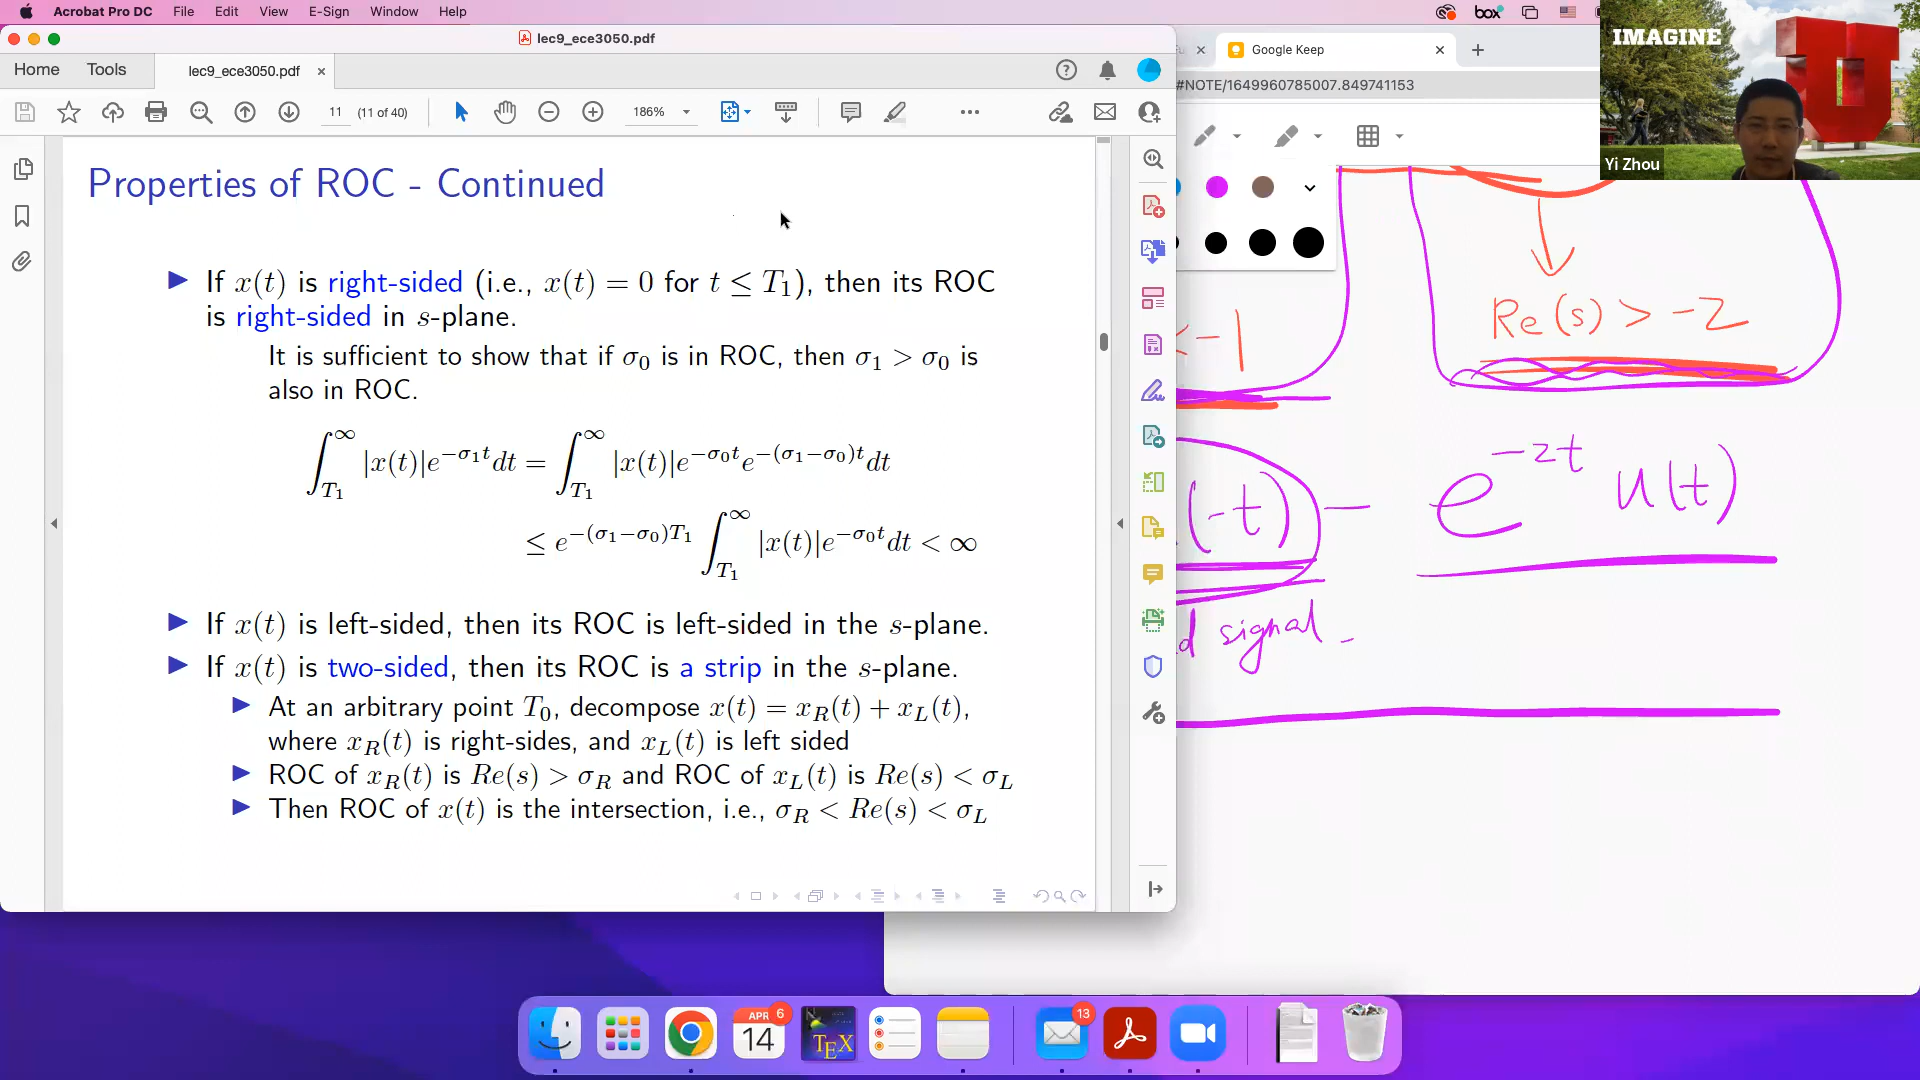 Acrobat Pro DC File Edit View E-Sign Window Help
box
lec9_ece3050.pdf
Home Tools lec9_ece3050.pdf
11 (11 of 40) 186%
Properties of ROC - Continued
▶ If x(t) is right-sided (i.e., x(t) = 0 for t ≤ T₁), then its ROC
is right-sided in s-plane.
It is sufficient to show that if σ₀ is in ROC, then σ₁ > σ₀ is
also in ROC.
∫_{T₁}^∞ |x(t)|e^{−σ₁t}dt = ∫_{T₁}^∞ |x(t)|e^{−σ₀t}e^{−(σ₁−σ₀)t}dt
≤ e^{−(σ₁−σ₀)T₁} ∫_{T₁}^∞ |x(t)|e^{−σ₀t}dt < ∞
▶ If x(t) is left-sided, then its ROC is left-sided in the s-plane.
▶ If x(t) is two-sided, then its ROC is a strip in the s-plane.
▶ At an arbitrary point T₀, decompose x(t) = x_R(t) + x_L(t),
where x_R(t) is right-sides, and x_L(t) is left sided
▶ ROC of x_R(t) is Re(s) > σ_R and ROC of x_L(t) is Re(s) < σ_L
▶ Then ROC of x(t) is the intersection, i.e., σ_R < Re(s) < σ_L
Google Keep
#NOTE/1649960785007.849741153
IMAGINE
U
Yi Zhou
< -1
Re(s) > -2
(-t) - e^{-2t} u(t)
signal
APR 6
14
TEX
13